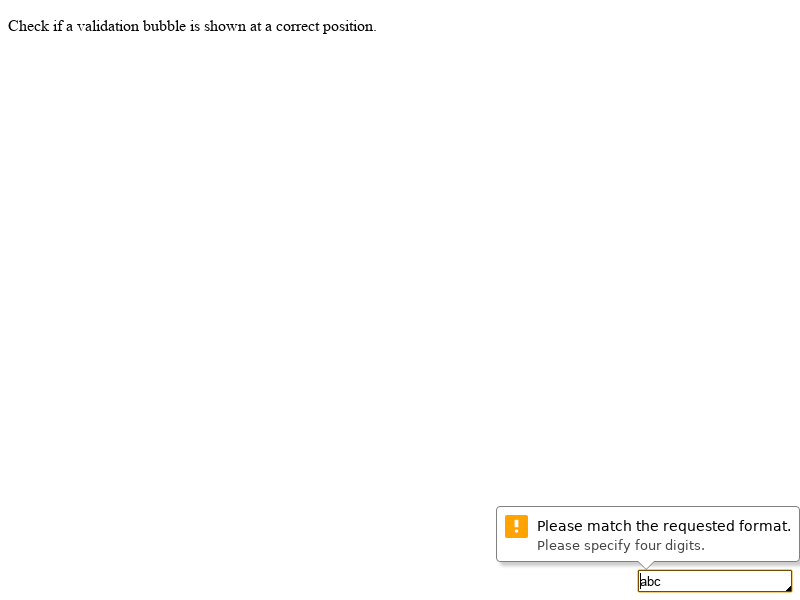 Check if a validation bubble is shown at a correct position.
!
Please match the requested format.
Please specify four digits.
abc